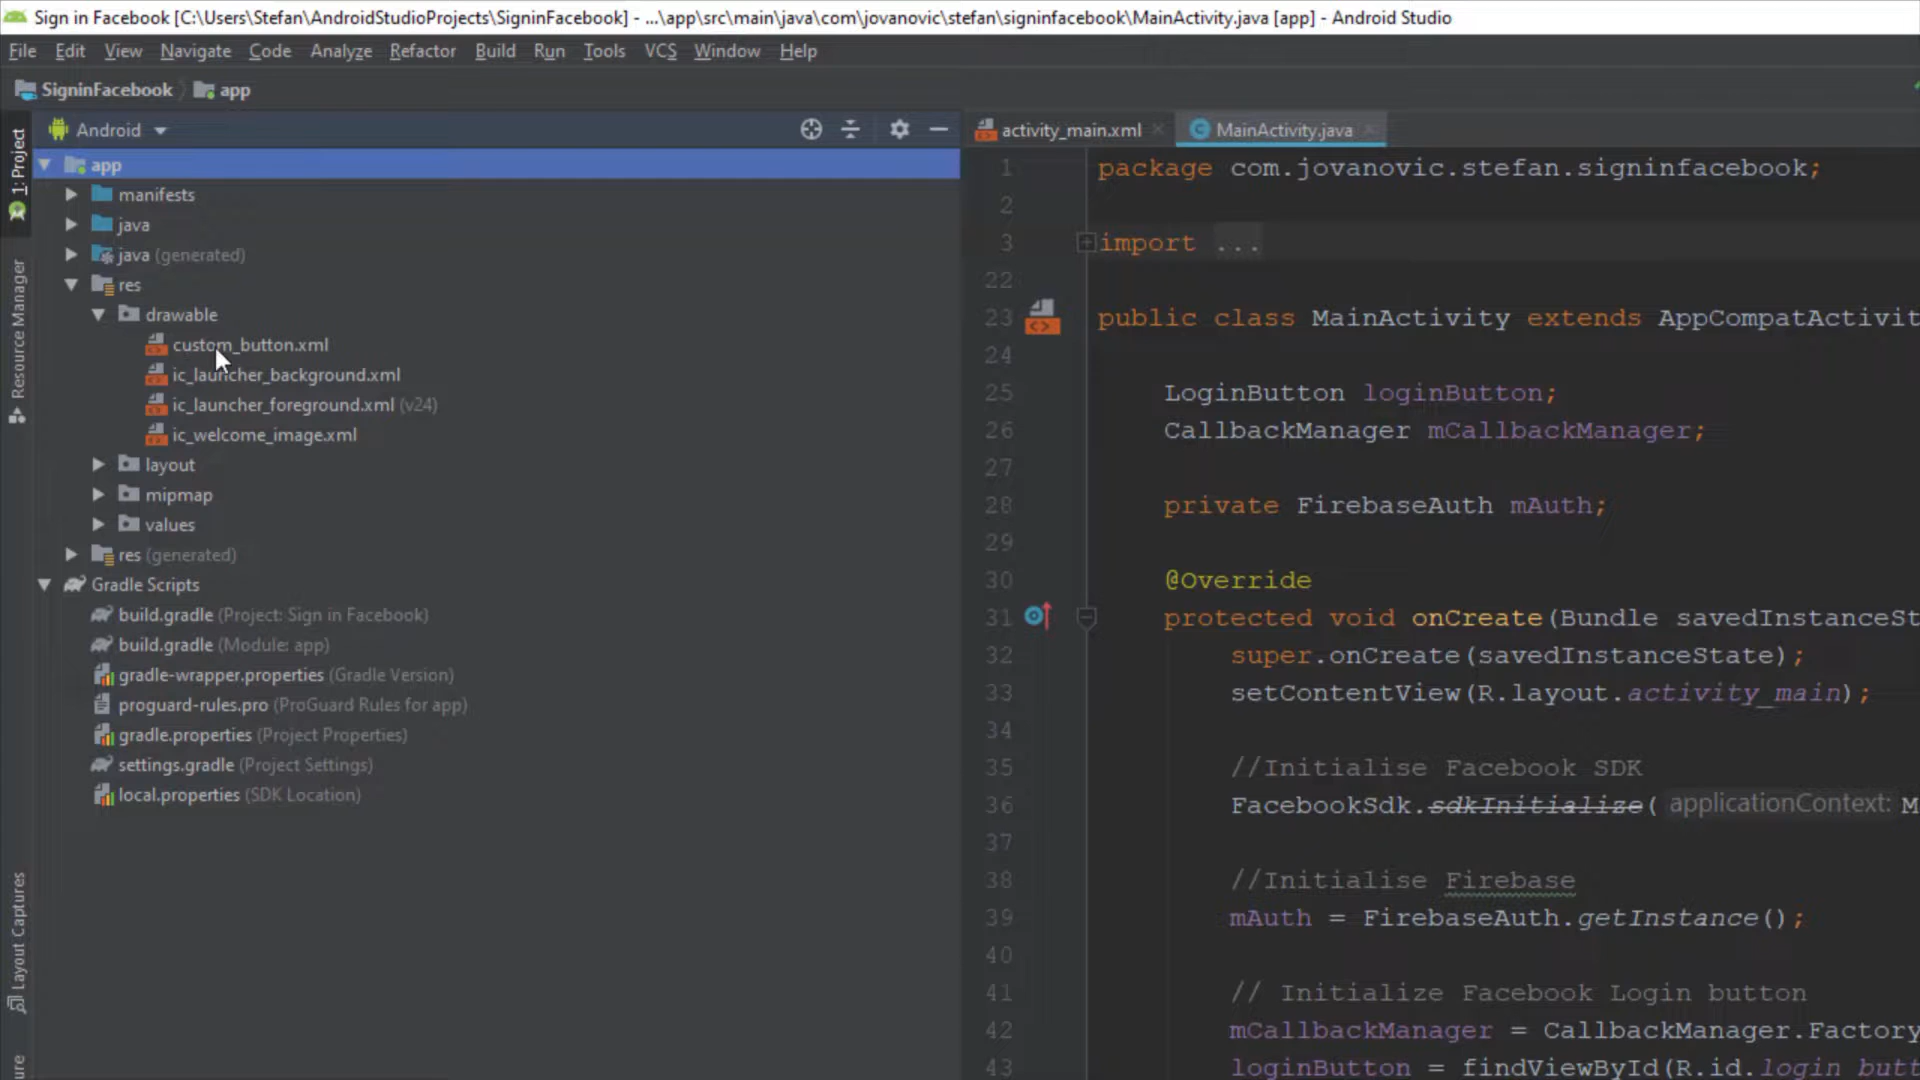 Sign in Facebook [C:\Users\Stefan\AndroidStudioProjects\SigninFacebook] - ...\app\src\main\java\com\jovanovic\stefan\signinfacebook\MainActivity.java [app] - Android Studio
File Edit View Navigate Code Analyze Refactor Build Run Tools VCS Window Help
SigninFacebook app
1: Project
Resource Manager
Layout Captures
Android
app
manifests
java
java (generated)
res
drawable
custom_button.xml
ic_launcher_background.xml
ic_launcher_foreground.xml (v24)
ic_welcome_image.xml
layout
mipmap
values
res (generated)
Gradle Scripts
build.gradle (Project: Sign in Facebook)
build.gradle (Module: app)
gradle-wrapper.properties (Gradle Version)
proguard-rules.pro (ProGuard Rules for app)
gradle.properties (Project Properties)
settings.gradle (Project Settings)
local.properties (SDK Location)
activity_main.xml MainActivity.java
1 package com.jovanovic.stefan.signinfacebook;
2
3 import ...
22
23 public class MainActivity extends AppCompatActivit
24
25 LoginButton loginButton;
26 CallbackManager mCallbackManager;
27
28 private FirebaseAuth mAuth;
29
30 @Override
31 protected void onCreate(Bundle savedInstanceSt
32 super.onCreate(savedInstanceState);
33 setContentView(R.layout.activity_main);
34
35 //Initialise Facebook SDK
36 FacebookSdk.sdkInitialize( applicationContext: M
37
38 //Initialise Firebase
39 mAuth = FirebaseAuth.getInstance();
40
41 // Initialize Facebook Login button
42 mCallbackManager = CallbackManager.Factory
43 loginButton = findViewById(R.id.login_butt